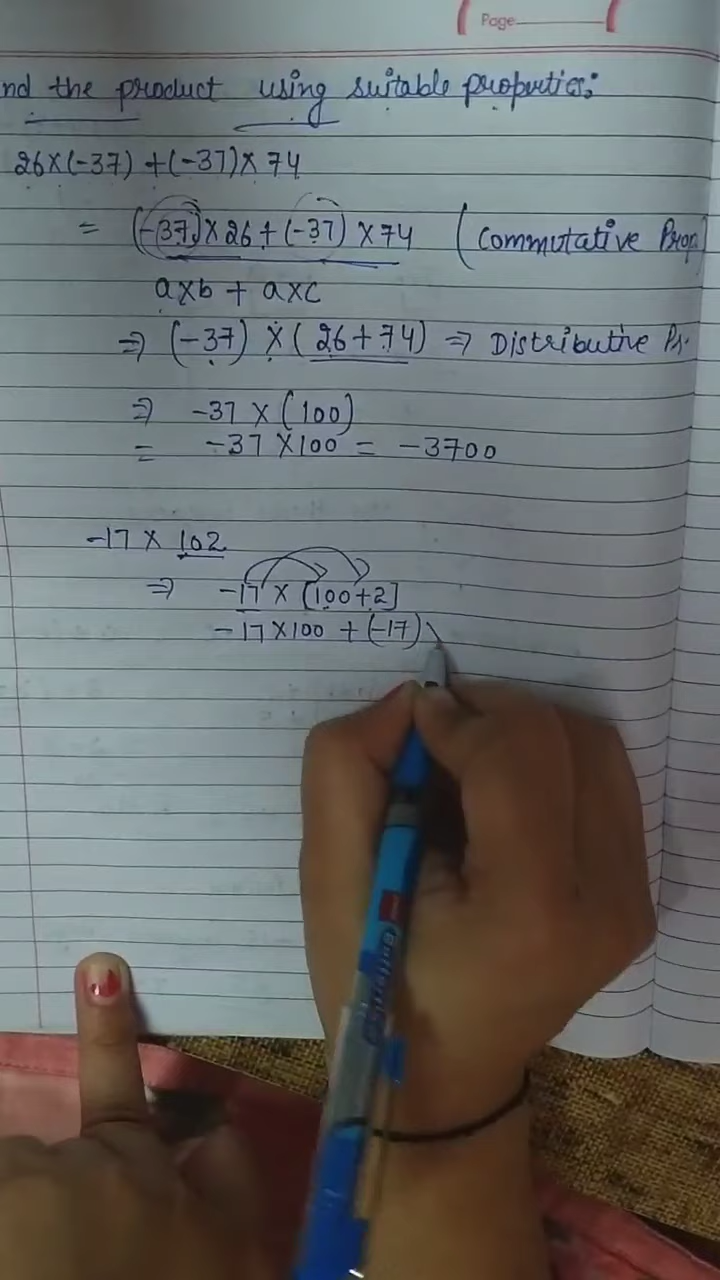 Page
the product using suitable properties:
26×(-37) + (-37)×74
= (-37)×26+(-37)×74 (Commutative Prop
a×b + a×c
⇒ (-37) × (26+74) ⇒ Distributive Pr.
⇒ -37 × (100)
= -37 ×100 = -3700
-17 × 102
⇒ -17 × [100+2]
-17×100 + (-17)